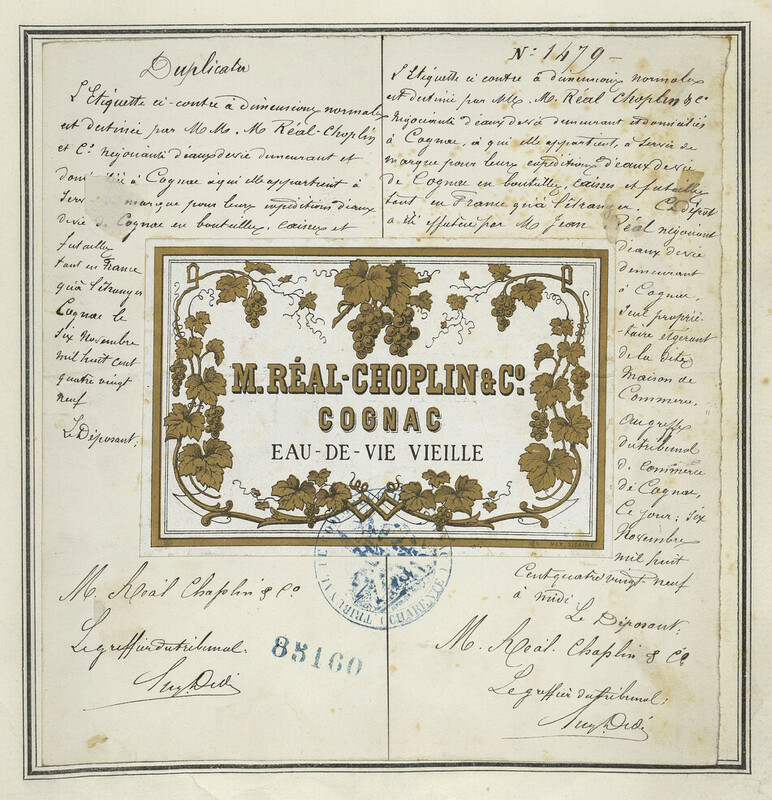 Duplicata
L'Etiquette ci-contre à dimensions normales
est destinée par MM. M Réal-Choplin
et Cº Négociants d'eaux de vie demeurant et
domiciliés à Cognac à qui elle appartient à
marque pour leurs expéditions d'eaux
de vie de Cognac en bouteilles, caisses et
futailles
tant en France
qu'à l'étranger
Cognac le
six Novembre
mil huit cent
quatre vingt
neuf
Le Déposant:
M. Réal Choplin & Co
Le greffier du tribunal:
85160
Nº 1479
L'Etiquette ci contre à dimensions normales
est destinée par MM. M. Réal Choplin & Cº
Négociants d'eaux de vie demeurant et domiciliés
à Cognac, à qui elle appartient, à servir de
marque pour leurs expéditions d'eaux de vie
de Cognac en bouteilles, caisses et futailles
tant en France qu'à l'étranger. Ce dépôt
a été effectué par M Jean Réal négociant
d'eaux de vie
demeurant
à Cognac,
seul proprié-
taire et gérant
de la dite
Maison de
Commerce,
au greffe
du tribunal
de commerce
de Cognac,
Ce jour: six
Novembre
mil huit
cent quatre vingt-neuf
à midi
Le Déposant:
M. Réal Choplin & Cº
Le greffier du tribunal:
M. RÉAL-CHOPLIN & Cº.
COGNAC
EAU-DE-VIE VIEILLE
CHARENTE